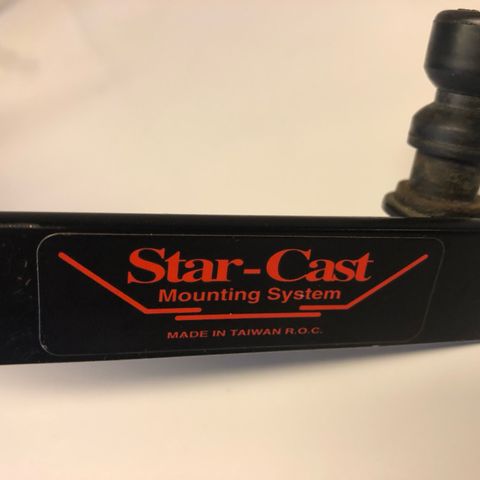 Star-Cast
Mounting System
MADE IN TAIWAN R.O.C.